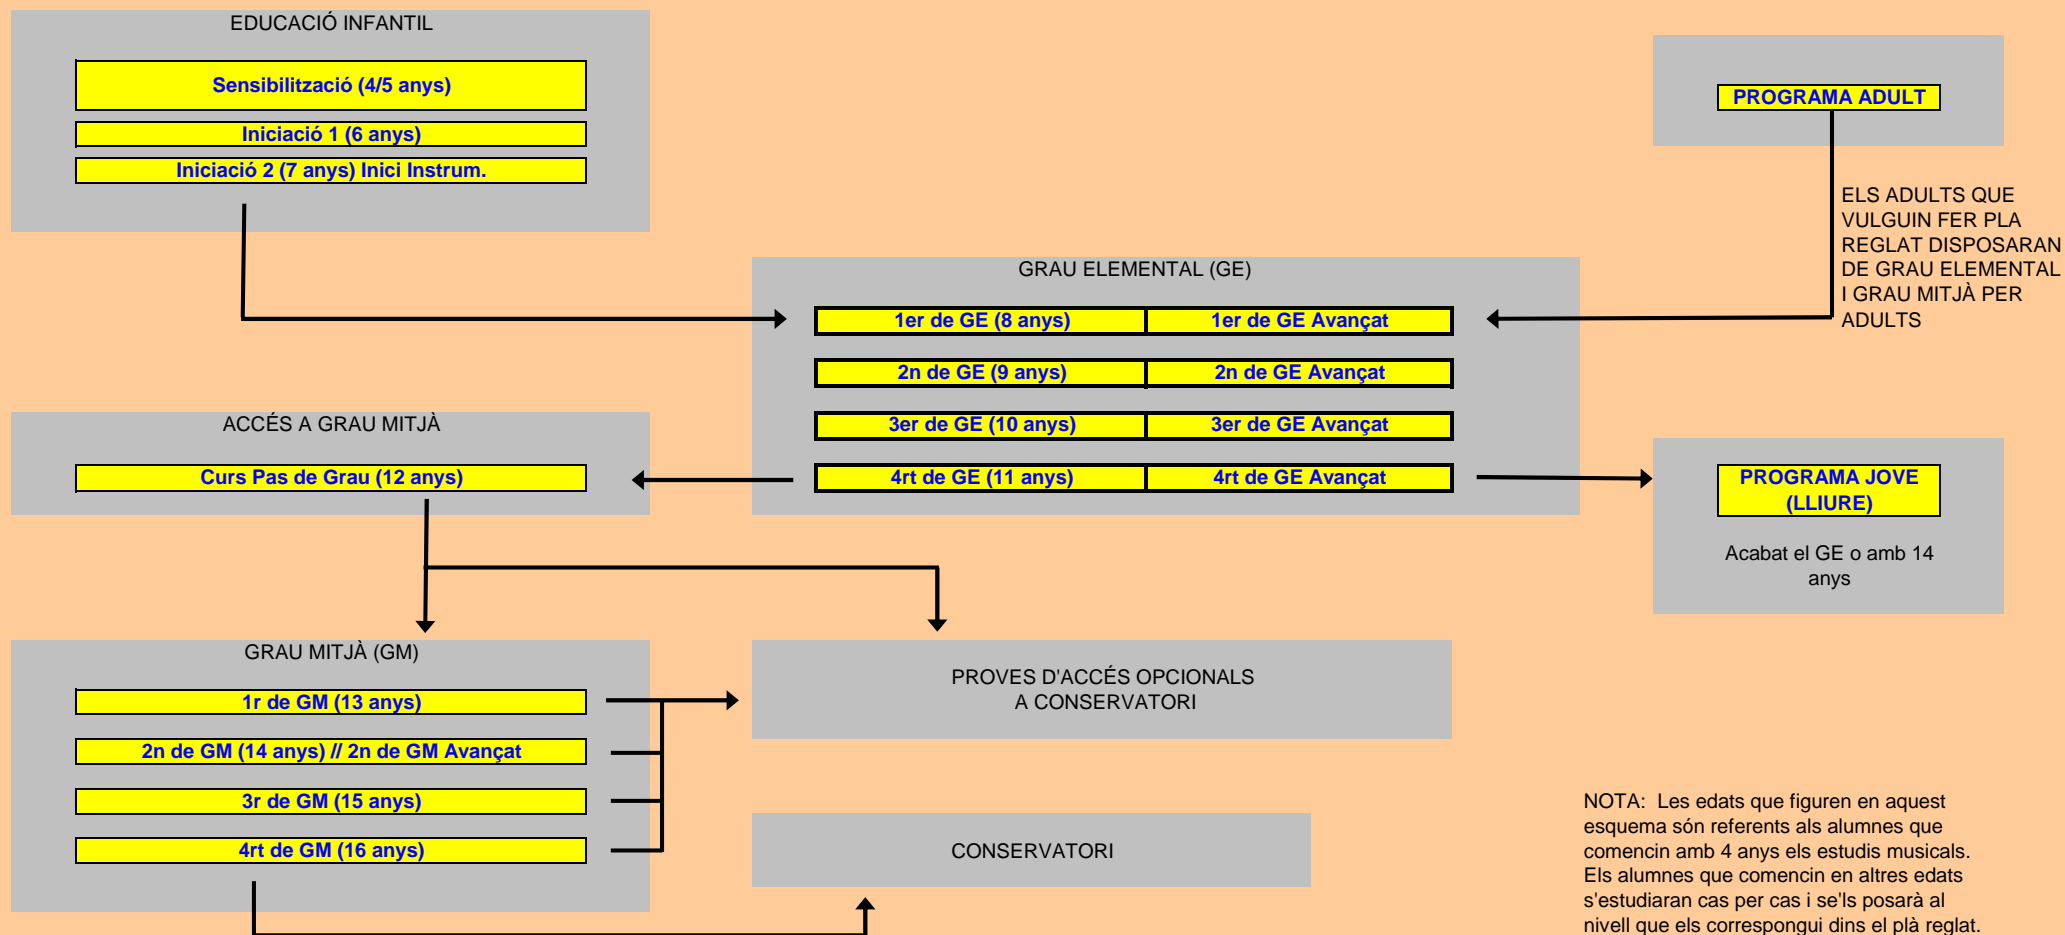 EDUCACIÓ INFANTIL
Sensibilització (4/5 anys)
Iniciació 1 (6 anys)
Iniciació 2 (7 anys) Inici Instrum.
PROGRAMA ADULT
ELS ADULTS QUE
VULGUIN FER PLA
REGLAT DISPOSARAN
DE GRAU ELEMENTAL
I GRAU MITJÀ PER
ADULTS
GRAU ELEMENTAL (GE)
1er de GE (8 anys)
1er de GE Avançat
2n de GE (9 anys)
2n de GE Avançat
3er de GE (10 anys)
3er de GE Avançat
4rt de GE (11 anys)
4rt de GE Avançat
ACCÉS A GRAU MITJÀ
Curs Pas de Grau (12 anys)
PROGRAMA JOVE
(LLIURE)
Acabat el GE o amb 14
anys
GRAU MITJÀ (GM)
1r de GM (13 anys)
2n de GM (14 anys) // 2n de GM Avançat
3r de GM (15 anys)
4rt de GM (16 anys)
PROVES D'ACCÉS OPCIONALS
A CONSERVATORI
CONSERVATORI
NOTA:  Les edats que figuren en aquest
esquema són referents als alumnes que
comencin amb 4 anys els estudis musicals.
Els alumnes que comencin en altres edats
s'estudiaran cas per cas i se'ls posarà al
nivell que els correspongui dins el plà reglat.